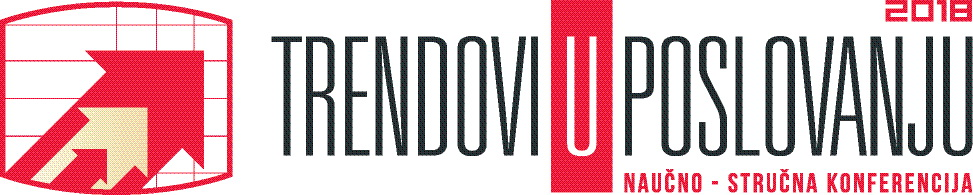 2018
TRENDOVI U POSLOVANJU
NAUČNO - STRUČNA KONFERENCIJA